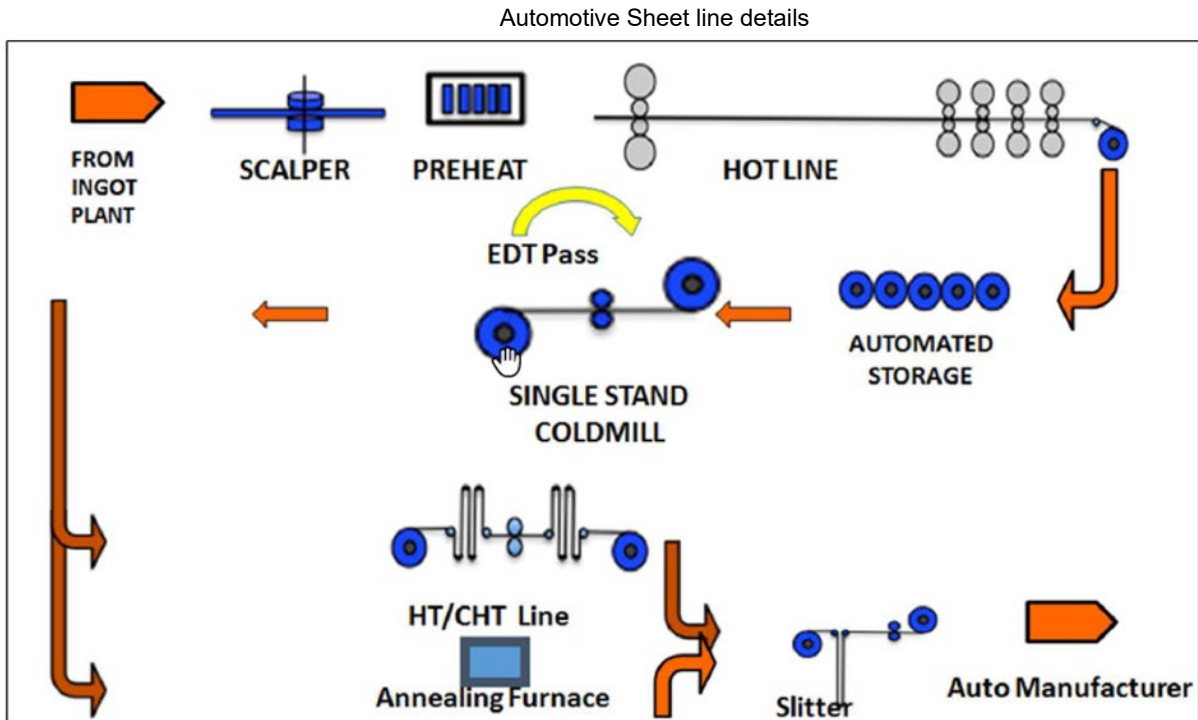 Automotive Sheet line details
FROM
INGOT
PLANT
SCALPER
PREHEAT
HOT LINE
EDT Pass
AUTOMATED
STORAGE
SINGLE STAND
COLDMILL
HT/CHT Line
Annealing Furnace
Slitter
Auto Manufacturer